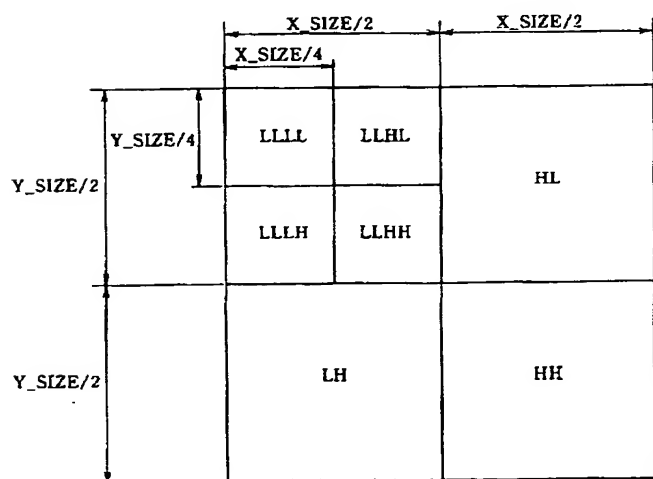 X_SIZE/2 X_SIZE/2
X_SIZE/4
Y_SIZE/4 LLLL LLHL
Y_SIZE/2 HL
LLLH LLHH
Y_SIZE/2 LH HH